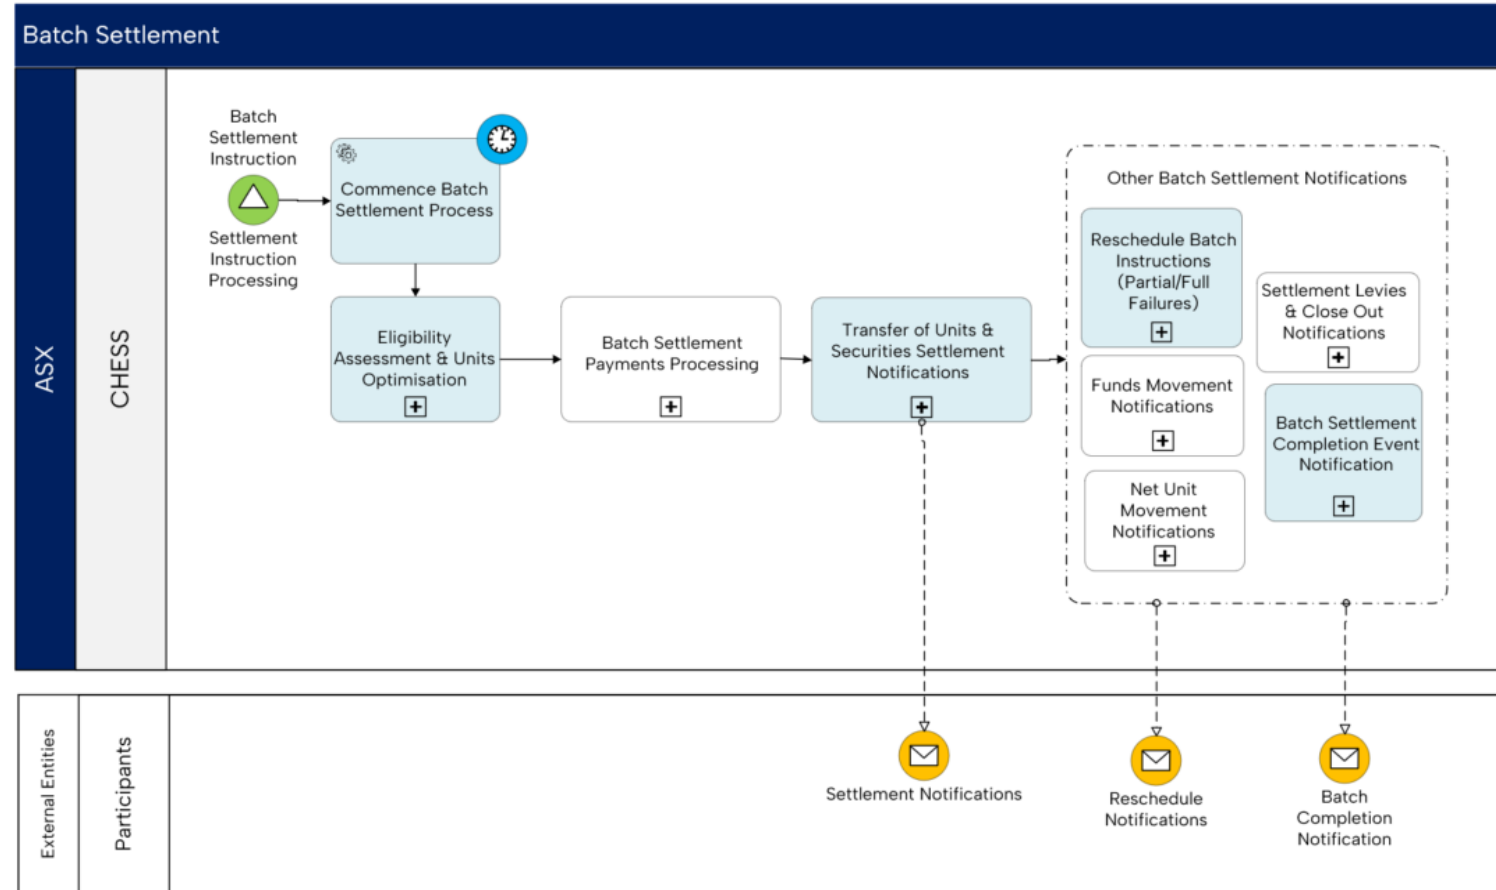 Batch Settlement
ASX
CHESS
Batch
Settlement
Instruction
Settlement
Instruction
Processing
Commence Batch
Settlement Process
Eligibility
Assessment & Units
Optimisation
Batch Settlement
Payments Processing
Transfer of Units &
Securities Settlement
Notifications
Other Batch Settlement Notifications
Reschedule Batch
Instructions
(Partial/Full
Failures)
Settlement Levies
& Close Out
Notifications
Funds Movement
Notifications
Batch Settlement
Completion Event
Notification
Net Unit
Movement
Notifications
External Entities
Participants
Settlement Notifications
Reschedule
Notifications
Batch
Completion
Notification